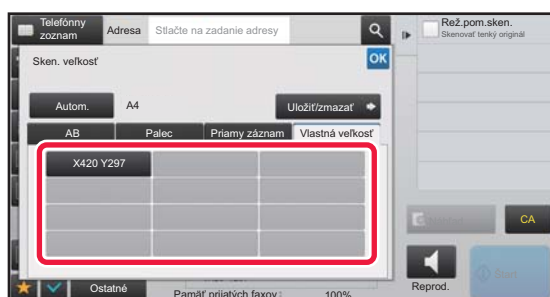 Telefónny
zoznam
Adresa
Stlačte na zadanie adresy
Rež.pom.sken.
Skenovať tenký originál
Sken. veľkosť
OK
Autom.
A4
Uložiť/zmazať
AB
Palec
Priamy záznam
Vlastná veľkosť
X420 Y297
CA
Ostatné
Pamäť prijatých faxov
100%
Reprod.
Štart